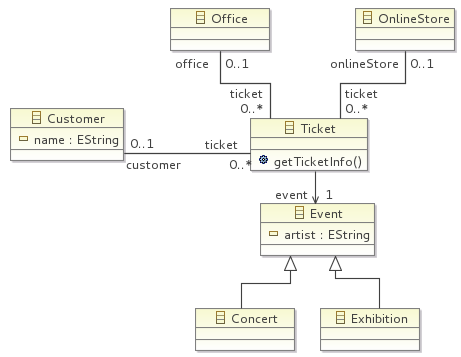 Office
OnlineStore
office 0..1
onlineStore 0..1
ticket
0..*
ticket
0..*
Customer
name : EString
0..1
customer
ticket
0..*
Ticket
getTicketInfo()
event 1
Event
artist : EString
Concert
Exhibition